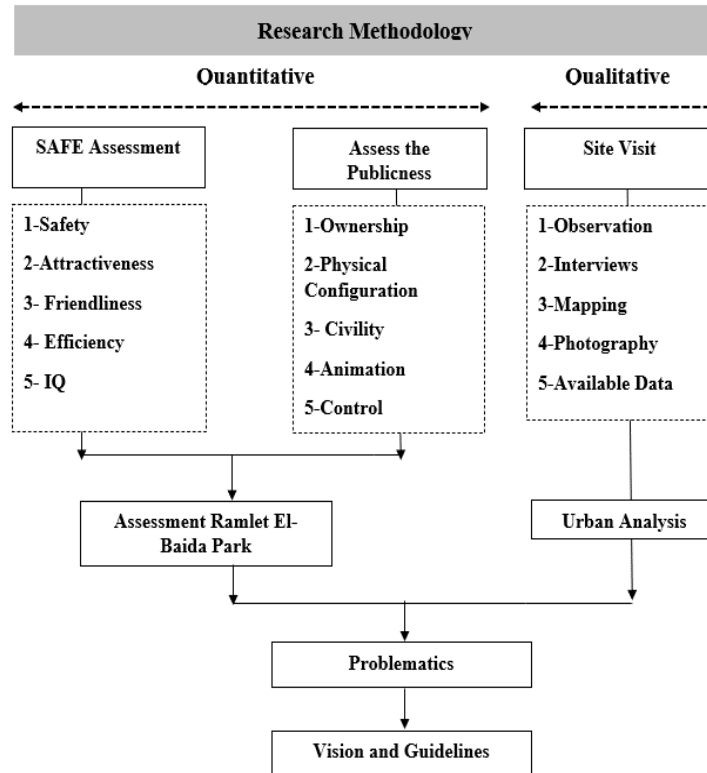 Research Methodology
Quantitative
Qualitative
SAFE Assessment
1-Safety
2-Attractiveness
3- Friendliness
4- Efficiency
5- IQ
Assess the
Publicness
1-Ownership
2-Physical
Configuration
3- Civility
4-Animation
5-Control
Site Visit
1-Observation
2-Interviews
3-Mapping
4-Photography
5-Available Data
Assessment Ramlet El-
Baida Park
Urban Analysis
Problematics
Vision and Guidelines